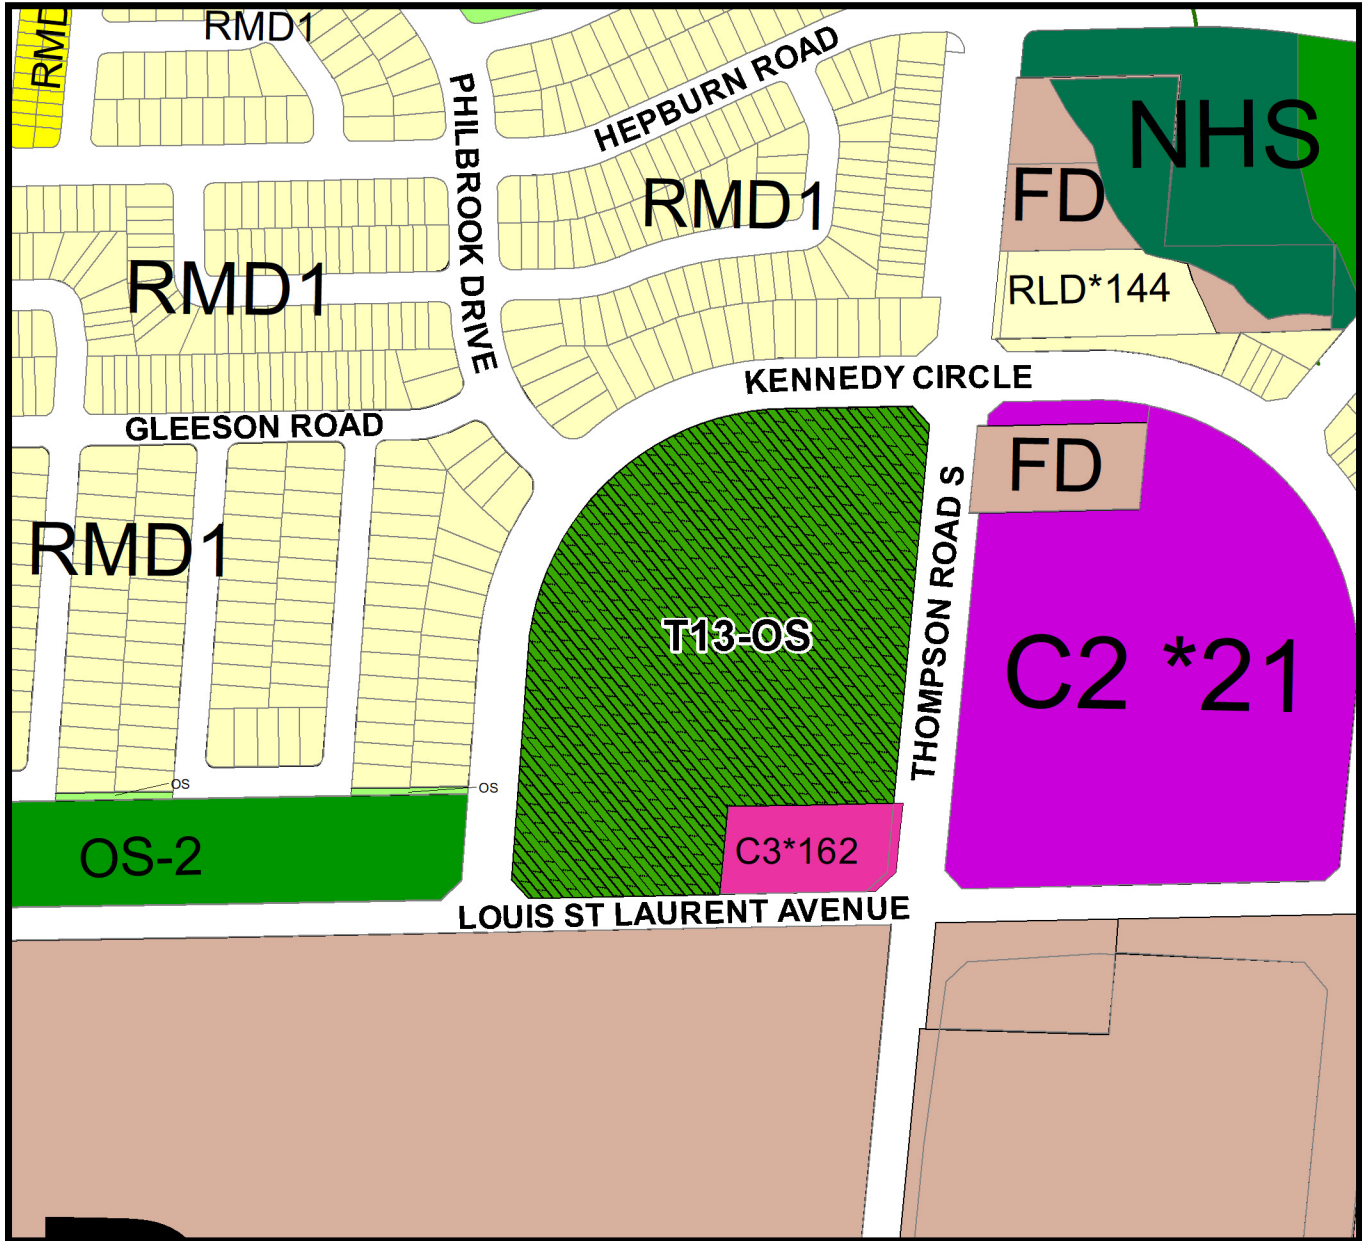 RMD1
RMD
PHILBROOK DRIVE
HEPBURN ROAD
NHS
RMD1
FD
RMD1
RLD*144
KENNEDY CIRCLE
GLEESON ROAD
FD
THOMPSON ROAD S
RMD1
T13-OS
C2 *21
OS
OS
OS-2
C3*162
LOUIS ST LAURENT AVENUE